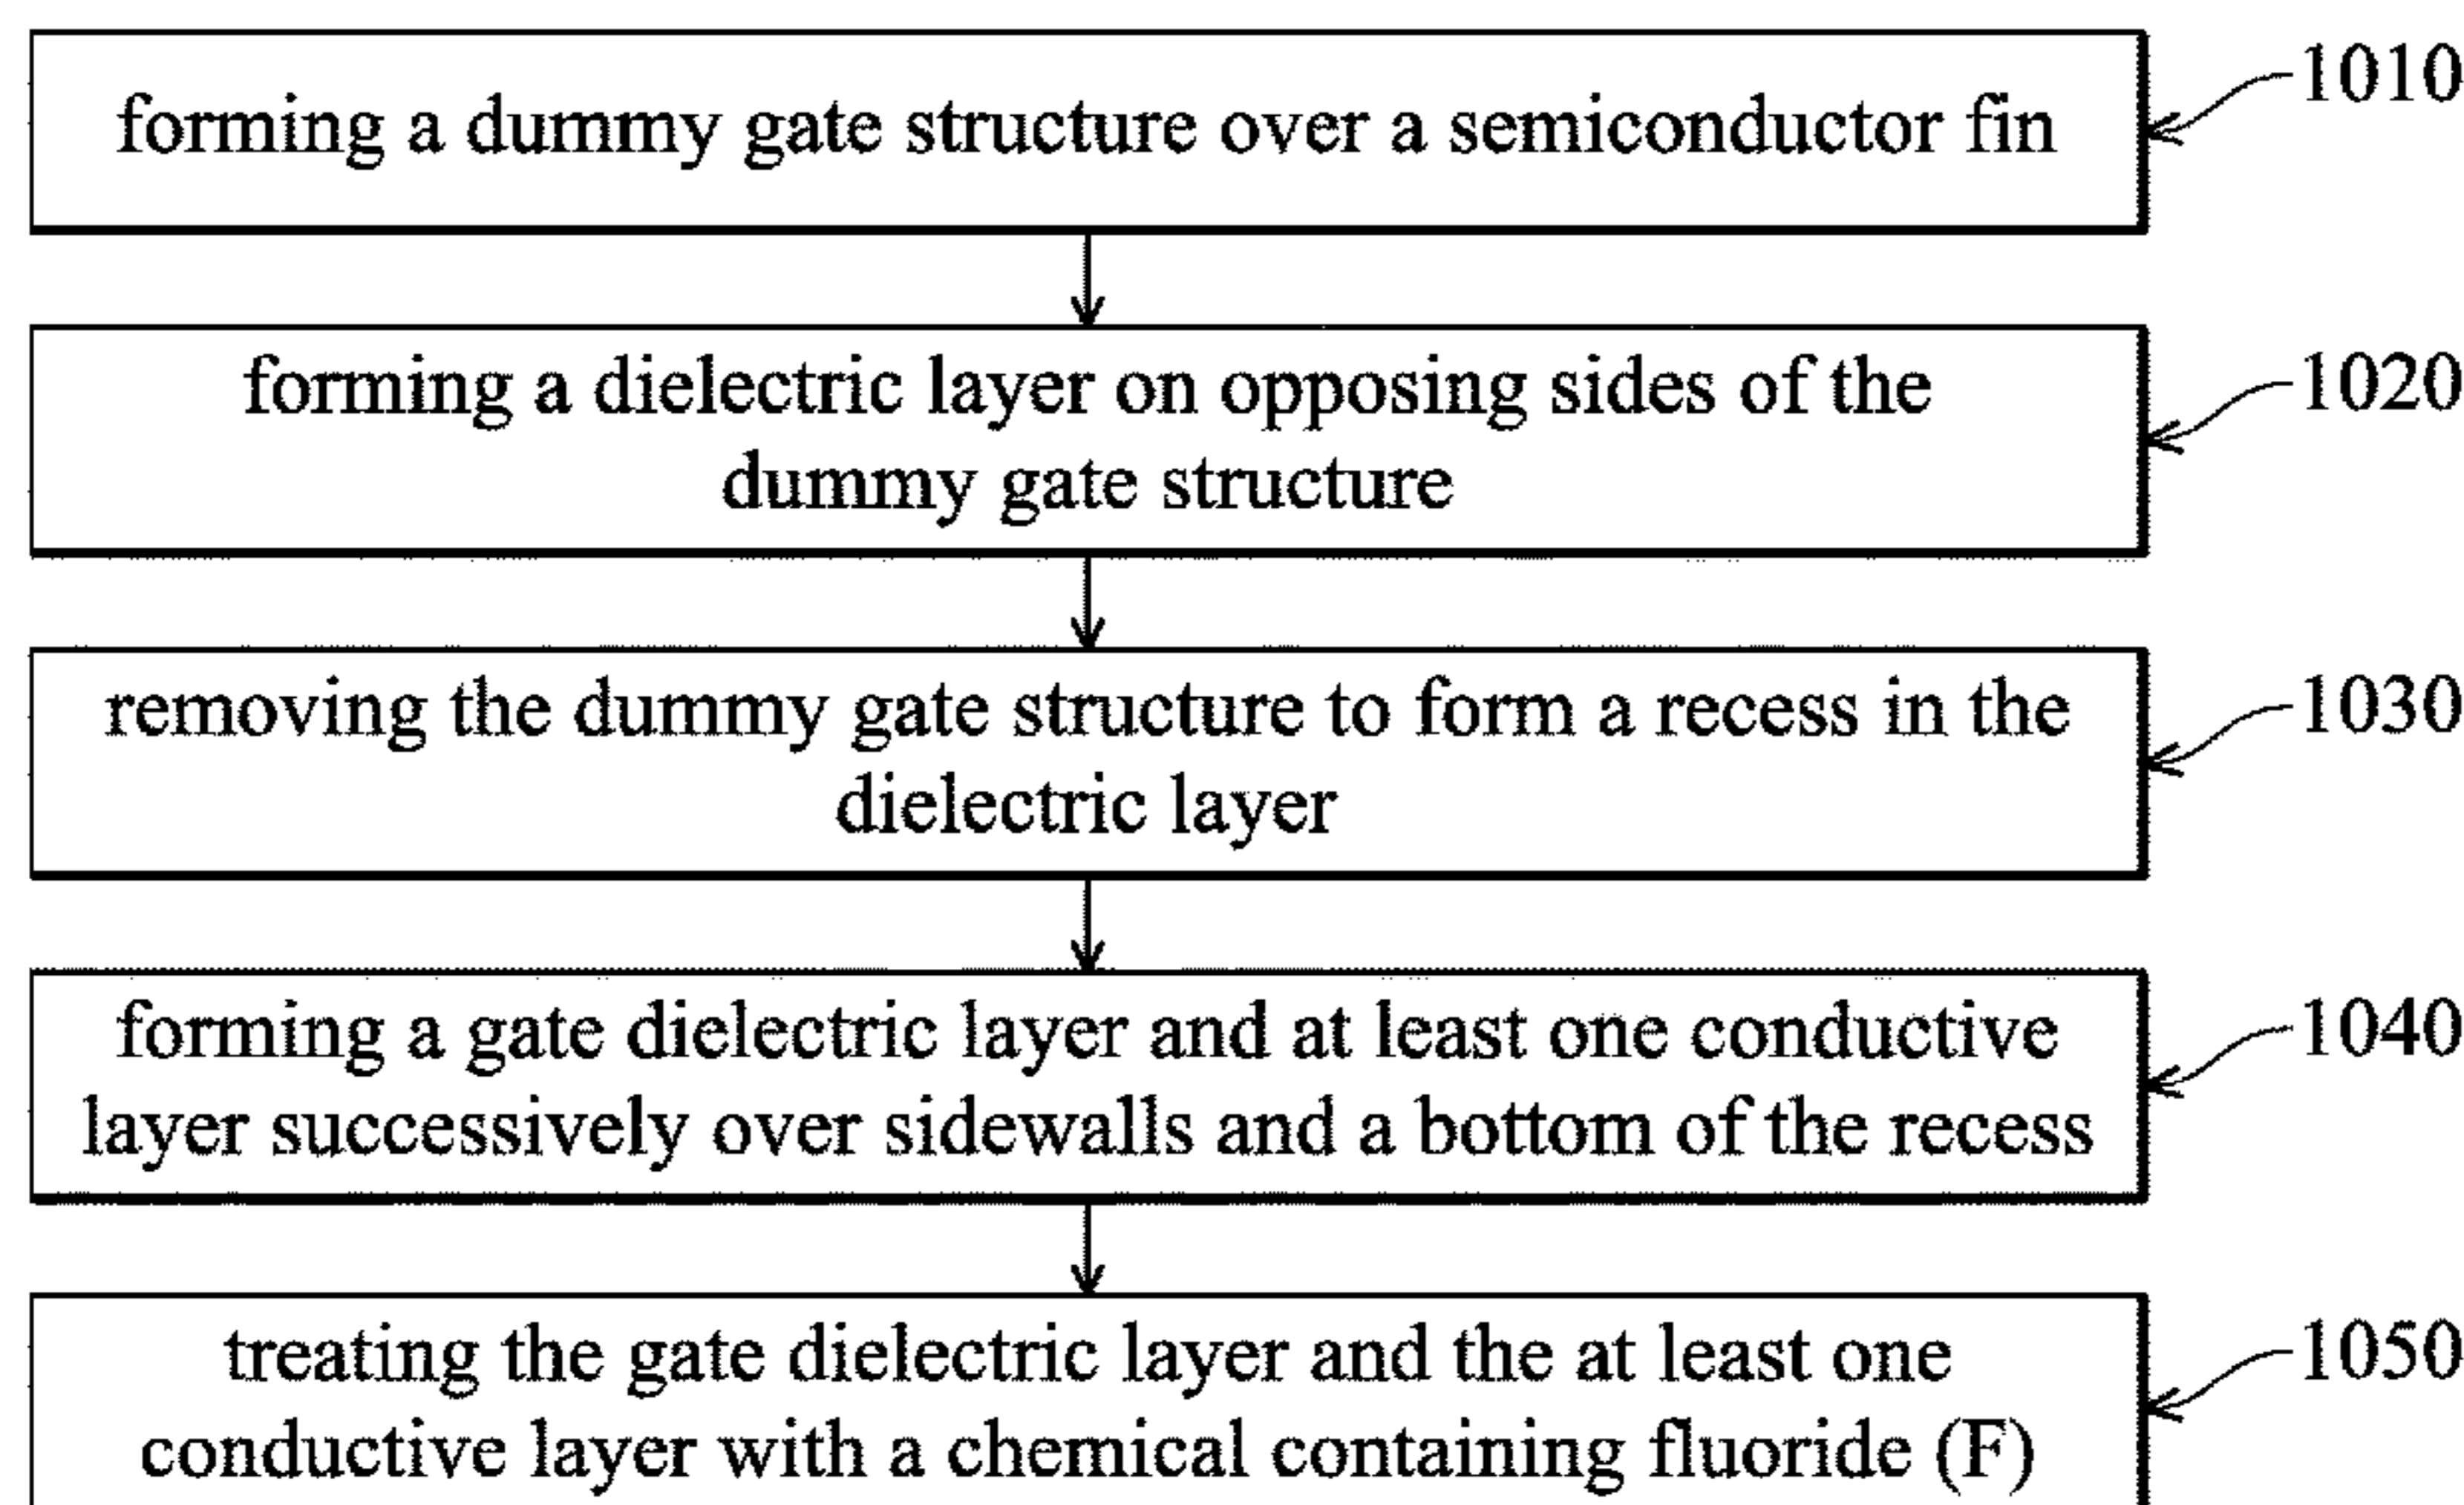 forming a dummy gate structure over a semiconductor fin
1010
forming a dielectric layer on opposing sides of the
dummy gate structure
1020
removing the dummy gate structure to form a recess in the
dielectric layer
1030
forming a gate dielectric layer and at least one conductive
layer successively over sidewalls and a bottom of the recess
1040
treating the gate dielectric layer and the at least one
conductive layer with a chemical containing fluoride (F)
1050